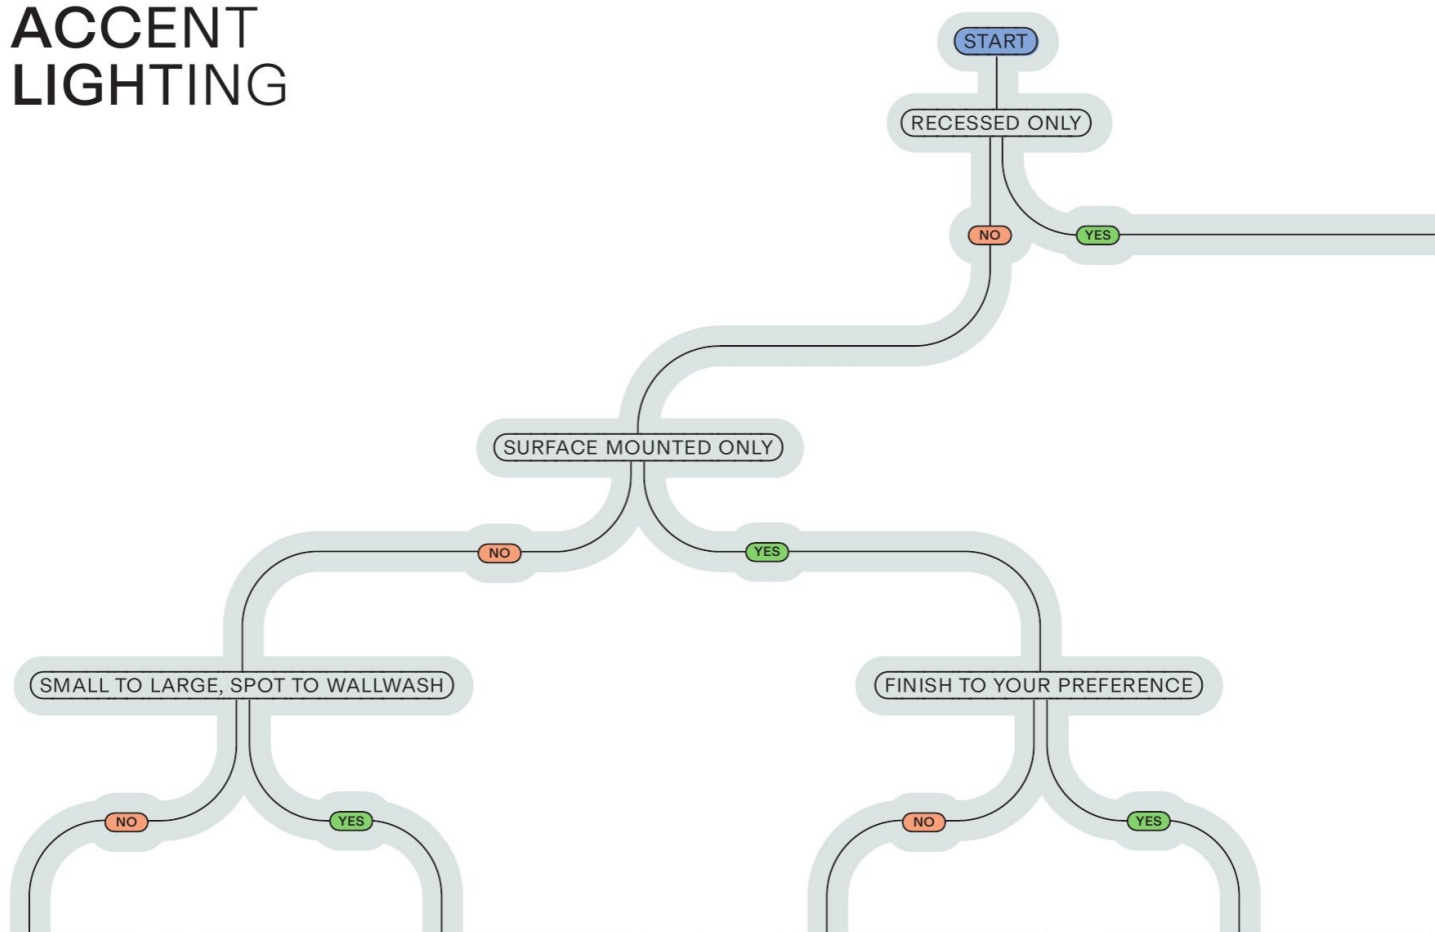 ACCENT
LIGHTING
START
RECESSED ONLY
NO
YES
SURFACE MOUNTED ONLY
NO
YES
SMALL TO LARGE, SPOT TO WALLWASH
FINISH TO YOUR PREFERENCE
NO
YES
NO
YES